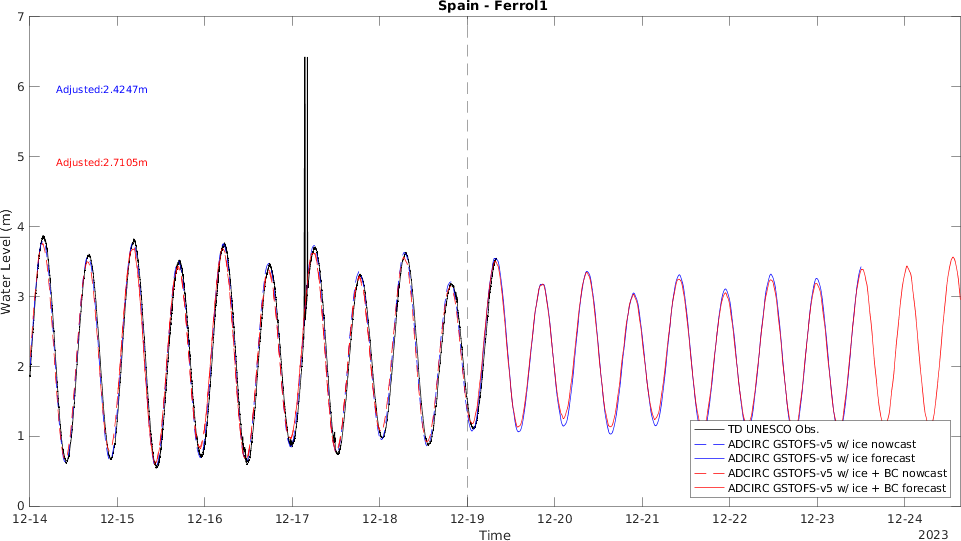 Spain - Ferrol1
7
6
5
4
3
2
1
0
Water Level (m)
Adjusted:2.4247m
Adjusted:2.7105m
TD UNESCO Obs.
ADCIRC GSTOFS-v5 w/ ice nowcast
ADCIRC GSTOFS-v5 w/ ice forecast
ADCIRC GSTOFS-v5 w/ ice + BC nowcast
ADCIRC GSTOFS-v5 w/ ice + BC forecast
12-14 12-15 12-16 12-17 12-18 12-19 12-20 12-21 12-22 12-23 12-24
Time
2023